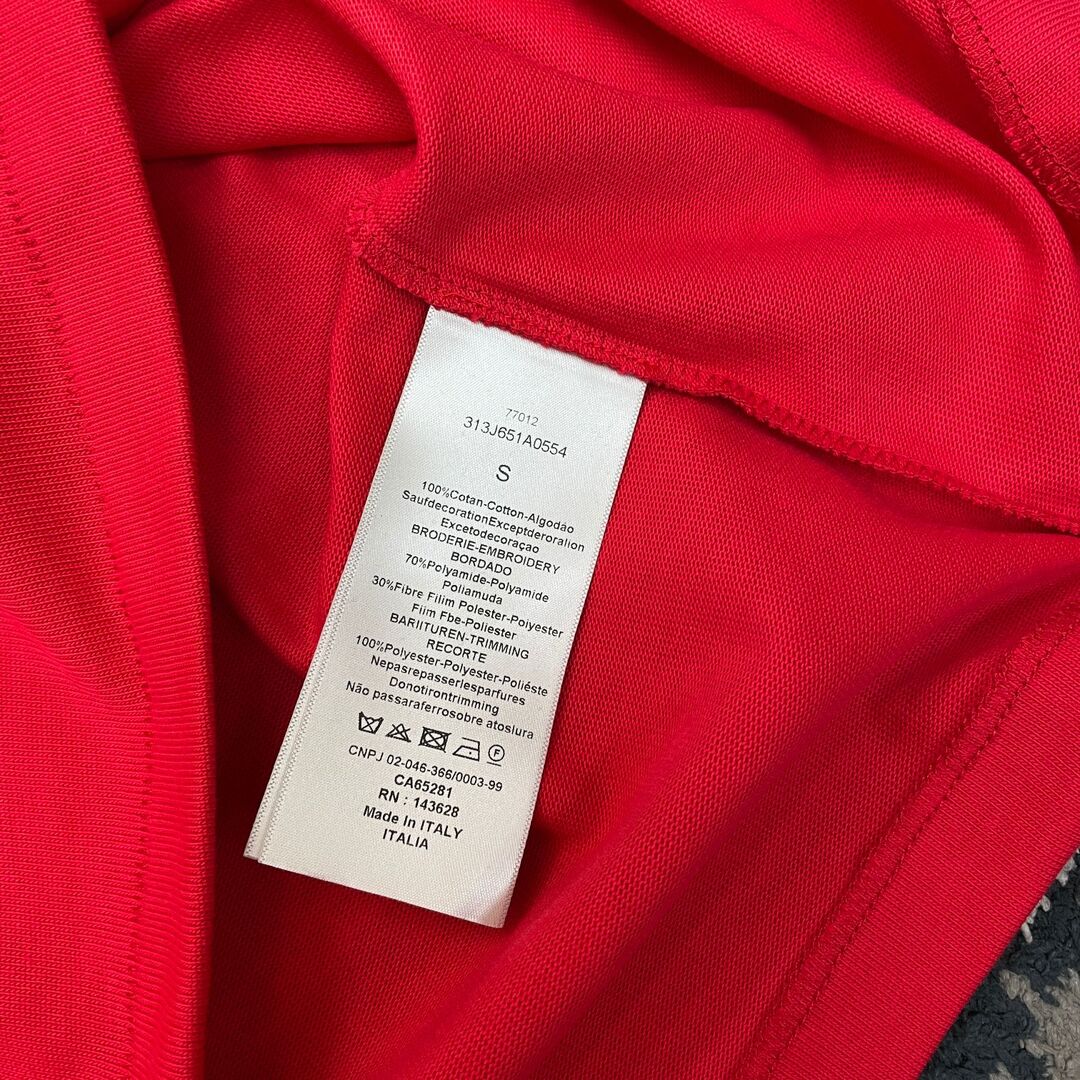 77012
313J651A0554
S
100%Cotan-Cotton-Algodão
SaufdecorationExceptderoralion
Excetodecoraçao
BRODERIE-EMBROIDERY
BORDADO
70%Polyamide-Polyamide
Poliamuda
30%Fibre Filim Polester-Polyester
Fiim Fbe-Poliester
BARIITUREN-TRIMMING
RECORTE
100%Polyester-Polyester-Poliéste
Nepasrepasserlesparfures
Donotirontrimming
Não passaraferrosobre atoslura
F
CNPJ 02-046-366/0003-99
CA65281
RN : 143628
Made In ITALY
ITALIA